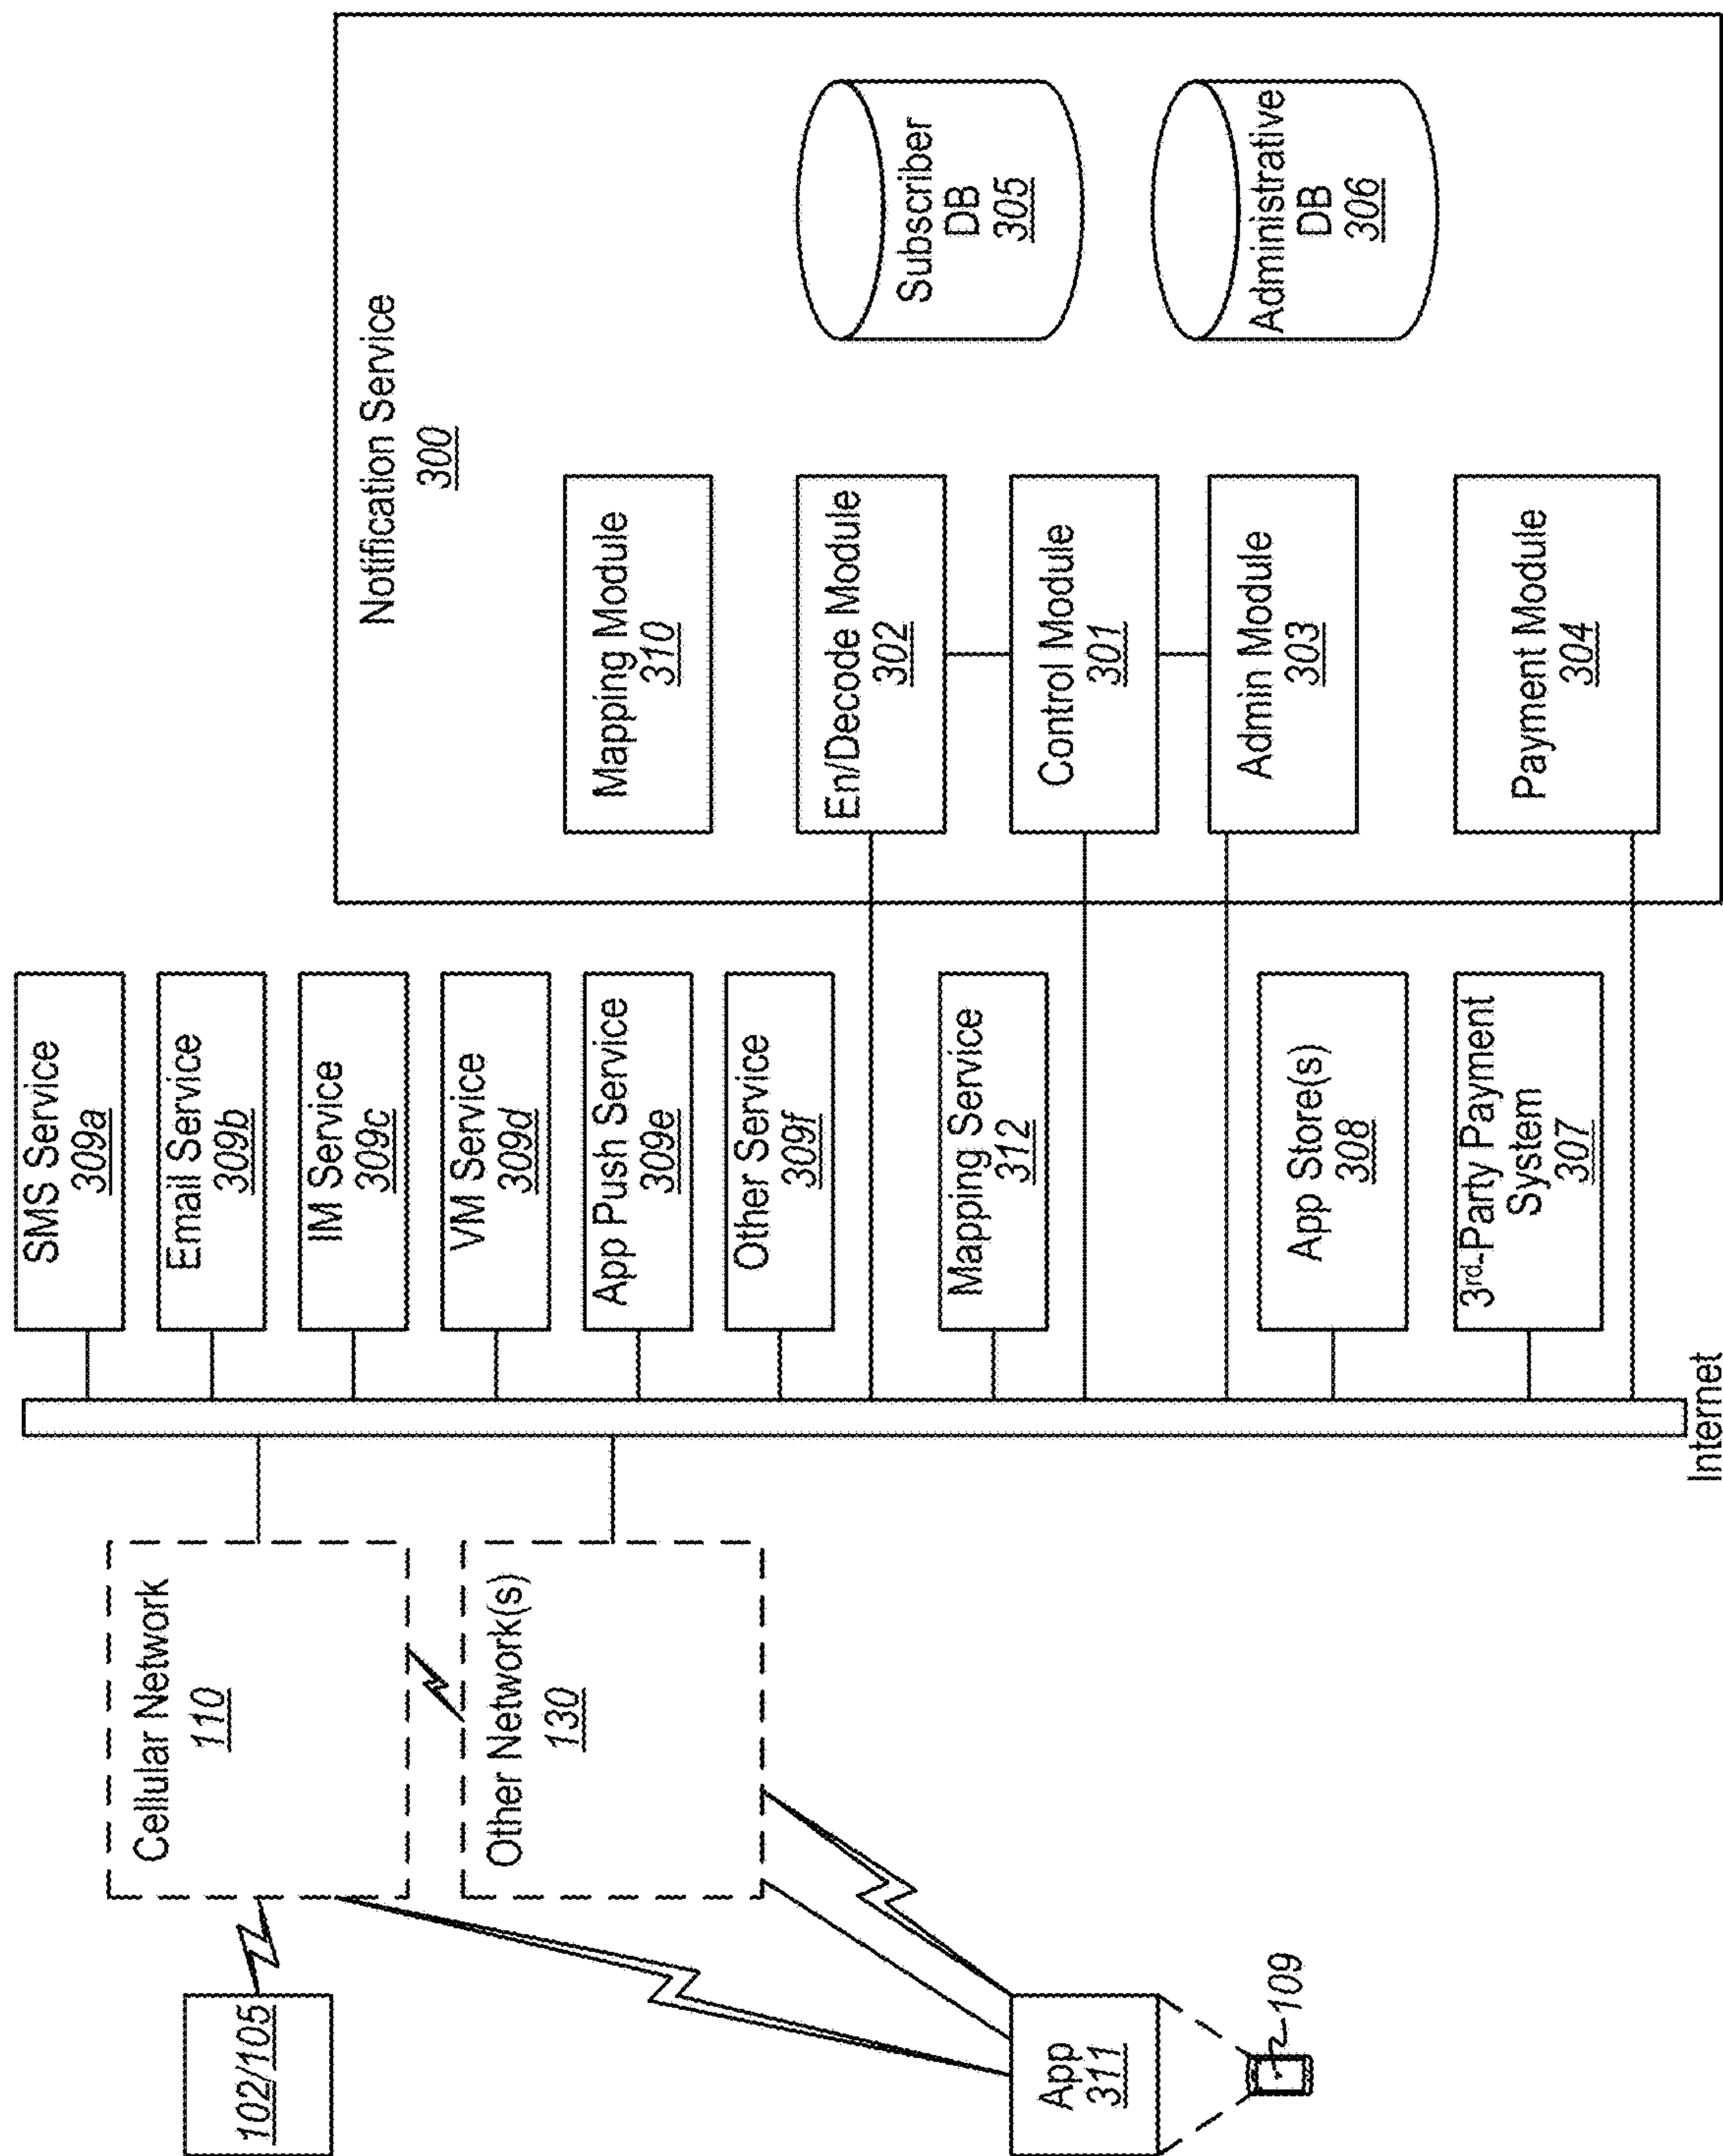 102/105
Cellular Network
110
Other Network(s)
130
App
311
109
Internet
SMS Service
309a
Email Service
309b
IM Service
309c
VM Service
309d
App Push Service
309e
Other Service
309f
Mapping Service
312
App Store(s)
308
3rd-Party Payment
System
307
Notification Service
300
Mapping Module
310
En/Decode Module
302
Control Module
301
Admin Module
303
Payment Module
304
Subscriber
DB
305
Administrative
DB
306